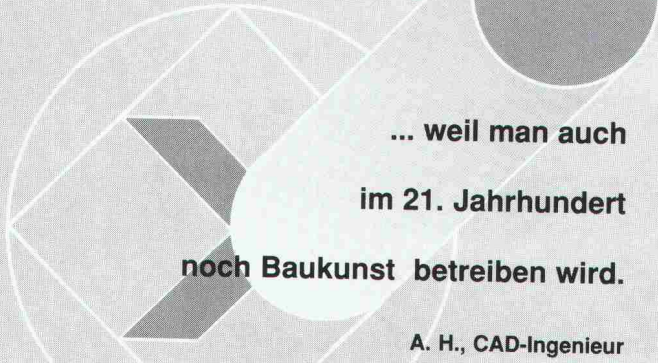 ... weil man auch
im 21. Jahrhundert
noch Baukunst betreiben wird.
A. H., CAD-Ingenieur